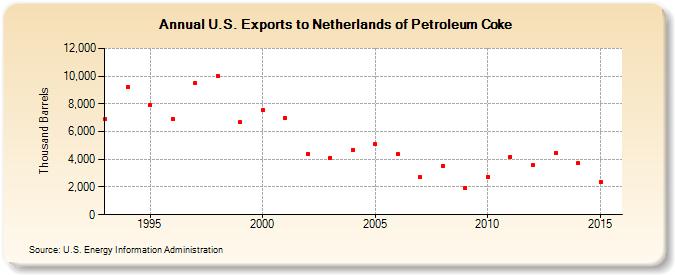 Annual U.S. Exports to Netherlands of Petroleum Coke
Thousand Barrels
12,000
10,000
8,000
6,000
4,000
2,000
0
1995 2000 2005 2010 2015
Source: U.S. Energy Information Administration